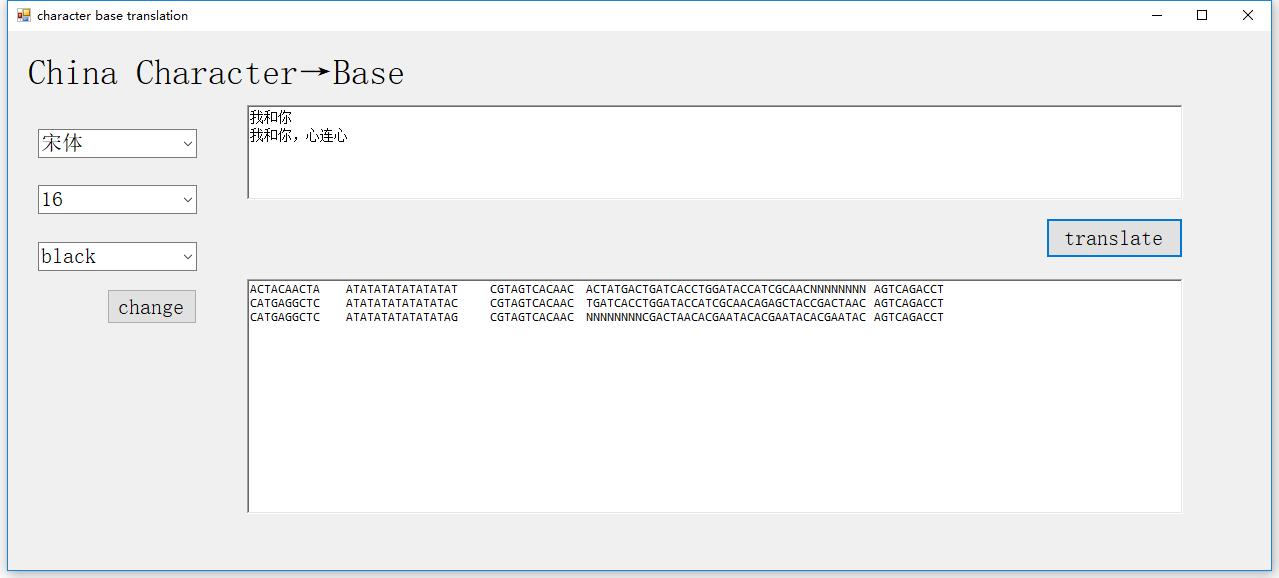 character base translation
China Character→Base
宋体
16
black
change
我和你
我和你，心连心
translate
ACTACAACTA ATATATATATATATAT CGTAGTCACAAC ACTATGACTGATCACCTGGATACCATCGCAACNNNNNNNN AGTCAGACCT
CATGAGGCTC ATATATATATATATAC CGTAGTCACAAC TGATCACCTGGATACCATCGCAACAGAGCTACCGACTAAC AGTCAGACCT
CATGAGGCTC ATATATATATATATAG CGTAGTCACAAC NNNNNNNNCGACTAACACGAATACACGAATACACGAATAC AGTCAGACCT